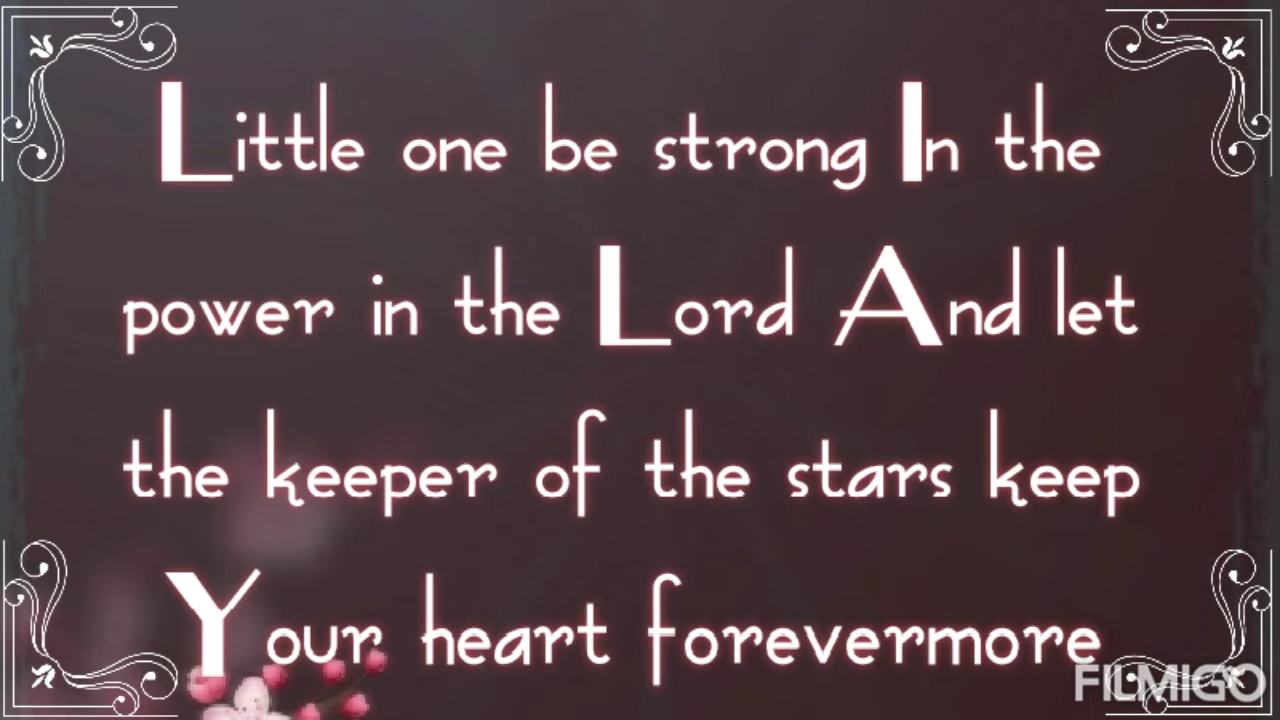 Little one be strong In the
power in the Lord And let
the keeper of the stars keep
Your heart forevermore
FILMIGO